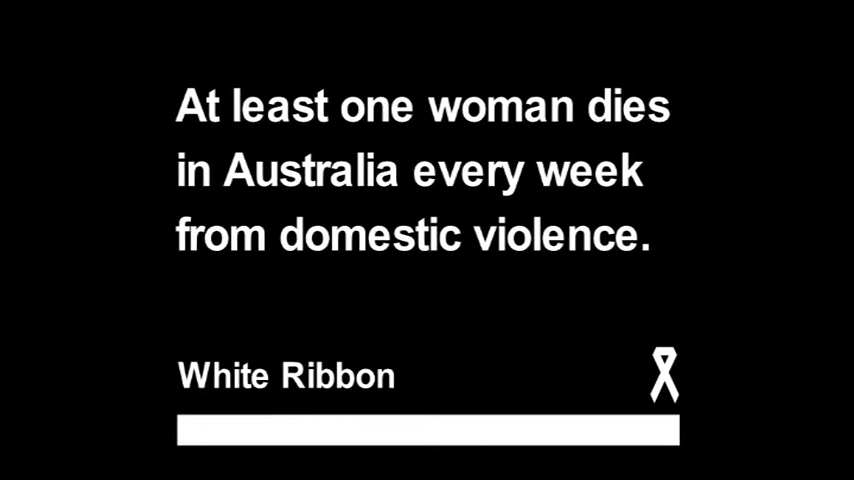 At least one woman dies
in Australia every week
from domestic violence.
White Ribbon